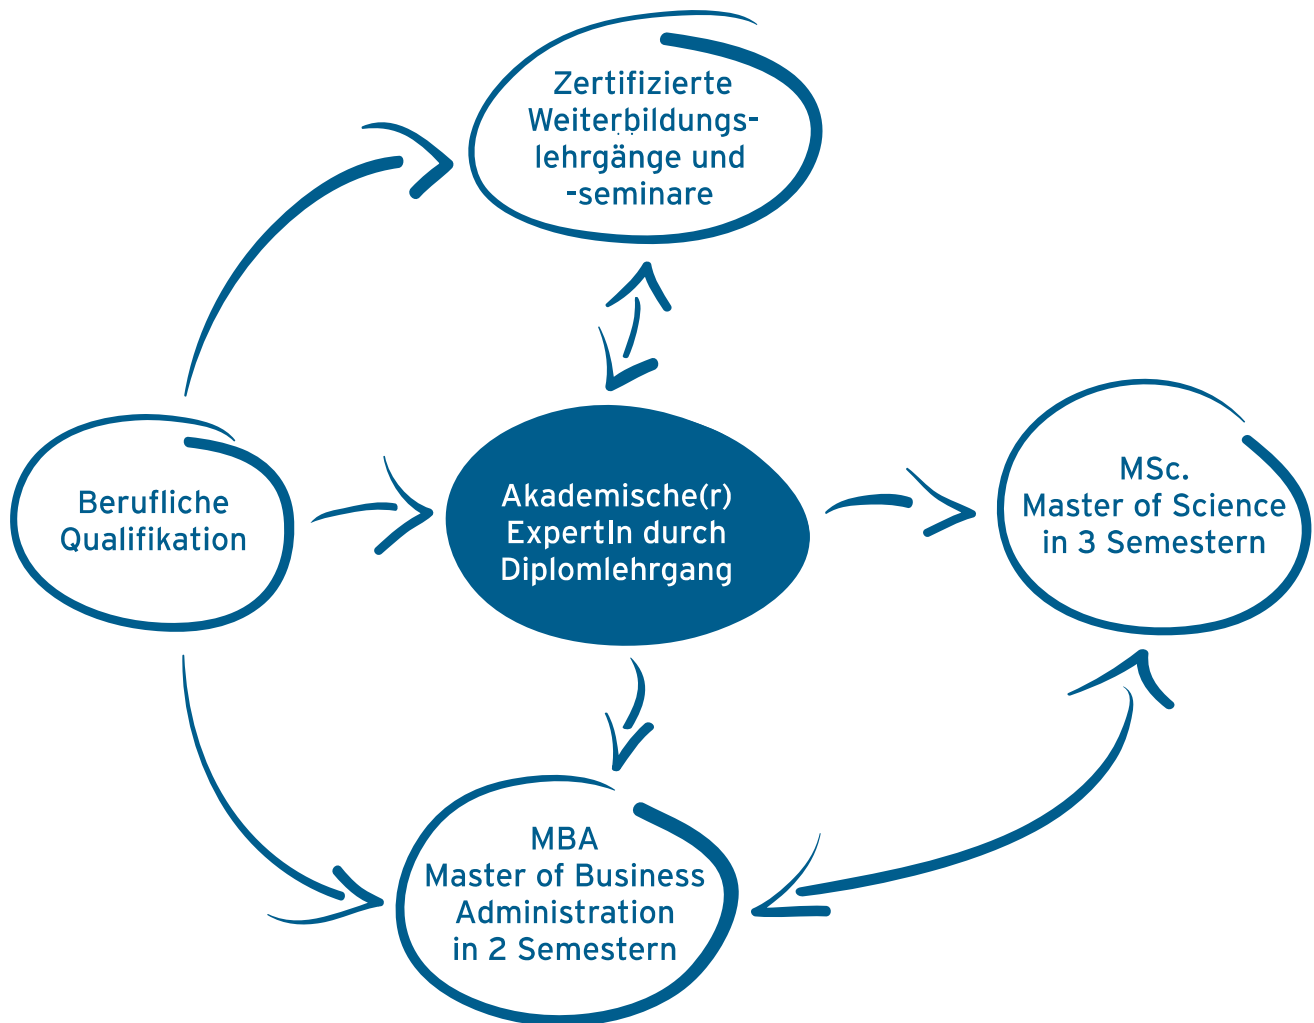 Zertifizierte
Weiterbildungs-
lehrgänge und
-seminare
Berufliche
Qualifikation
Akademische(r)
ExpertIn durch
Diplomlehrgang
MSc.
Master of Science
in 3 Semestern
MBA
Master of Business
Administration
in 2 Semestern